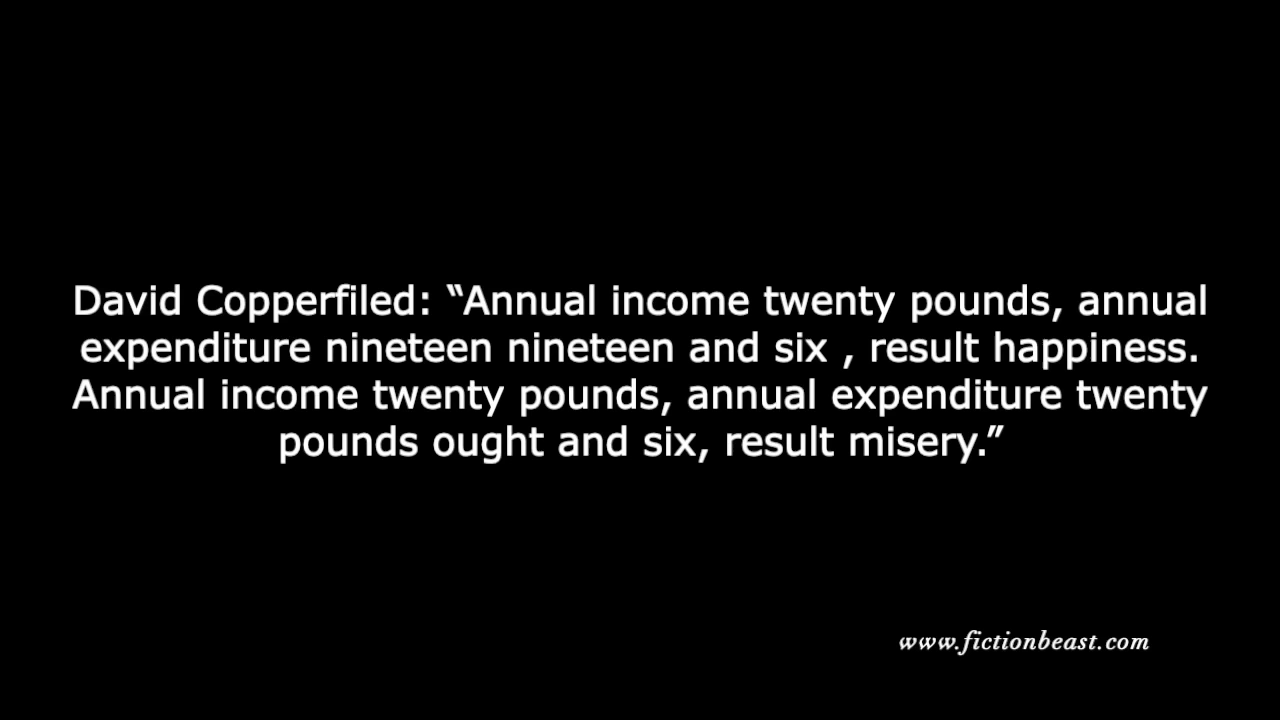 David Copperfiled: “Annual income twenty pounds, annual
expenditure nineteen nineteen and six , result happiness.
Annual income twenty pounds, annual expenditure twenty
pounds ought and six, result misery.”
www.fictionbeast.com